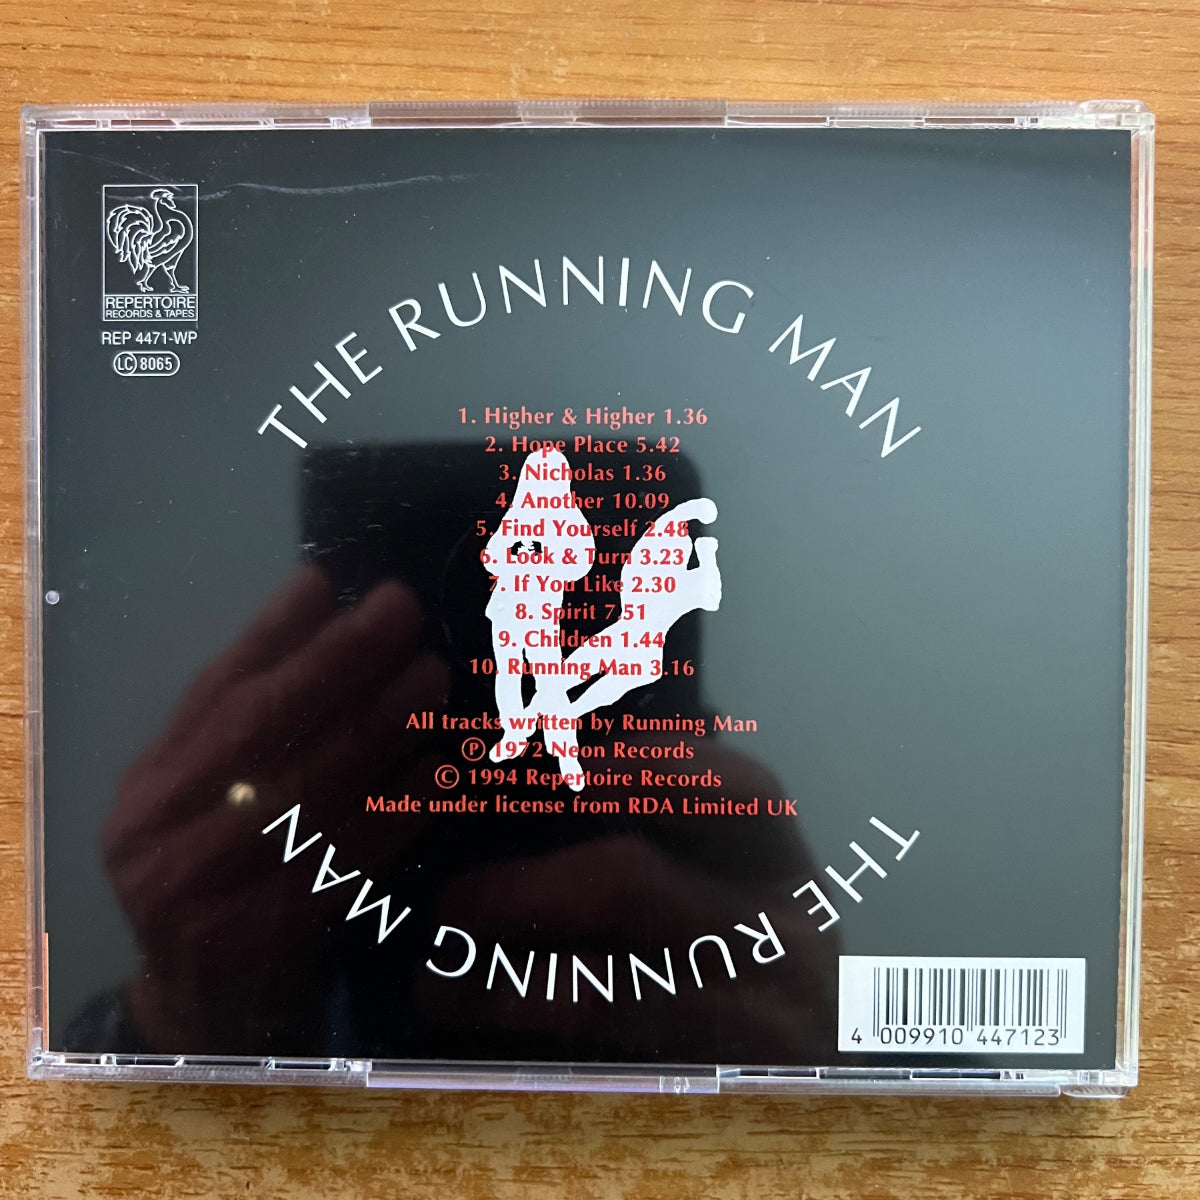 REPERTOIRE
RECORDS & TAPES
REP 4471-WP
LC 8065
THE RUNNING MAN
1. Higher & Higher 1.36
2. Hope Place 5.42
3. Nicholas 1.36
4. Another 10.09
5. Find Yourself 2.48
6. Look & Turn 3.23
7. If You Like 2.30
8. Spirit 7.51
9. Children 1.44
10. Running Man 3.16
All tracks written by Running Man
Ⓟ 1972 Neon Records
© 1994 Repertoire Records
Made under license from RDA Limited UK
THE RUNNING MAN
4 009910 447123